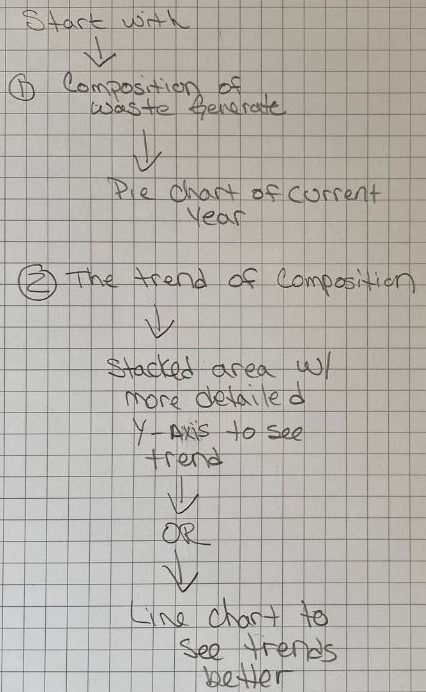 Start with
① Composition of
waste Generate
Pie chart of current
year
② The trend of Composition
Stacked area w/
more detailed
Y-Axis to see
trend
OR
Line chart to
see trends
better